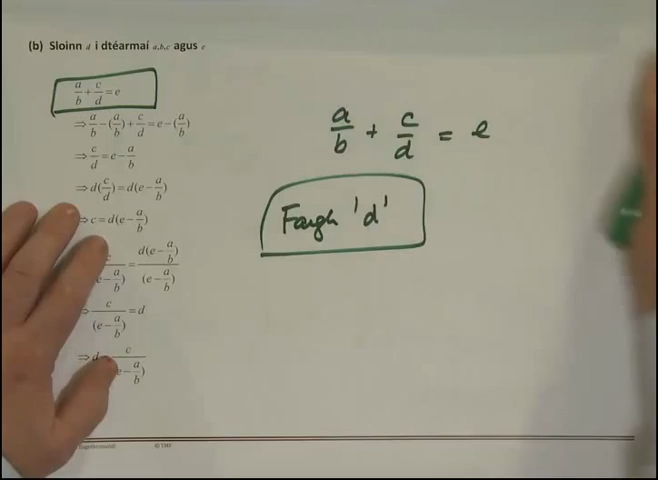 (b) Sloinn d i dtéarmaí a,b,c agus e
a/b + c/d = e
⇒ a/b − (a/b) + c/d = e − (a/b)
⇒ c/d = e − a/b
⇒ d(c/d) = d(e − a/b)
⇒ c = d(e − a/b)
c/(e − a/b) = d(e − a/b)/(e − a/b)
⇒ c/(e − a/b) = d
⇒ d = c/(e − a/b)
a/b + c/d = e
Faigh 'd'